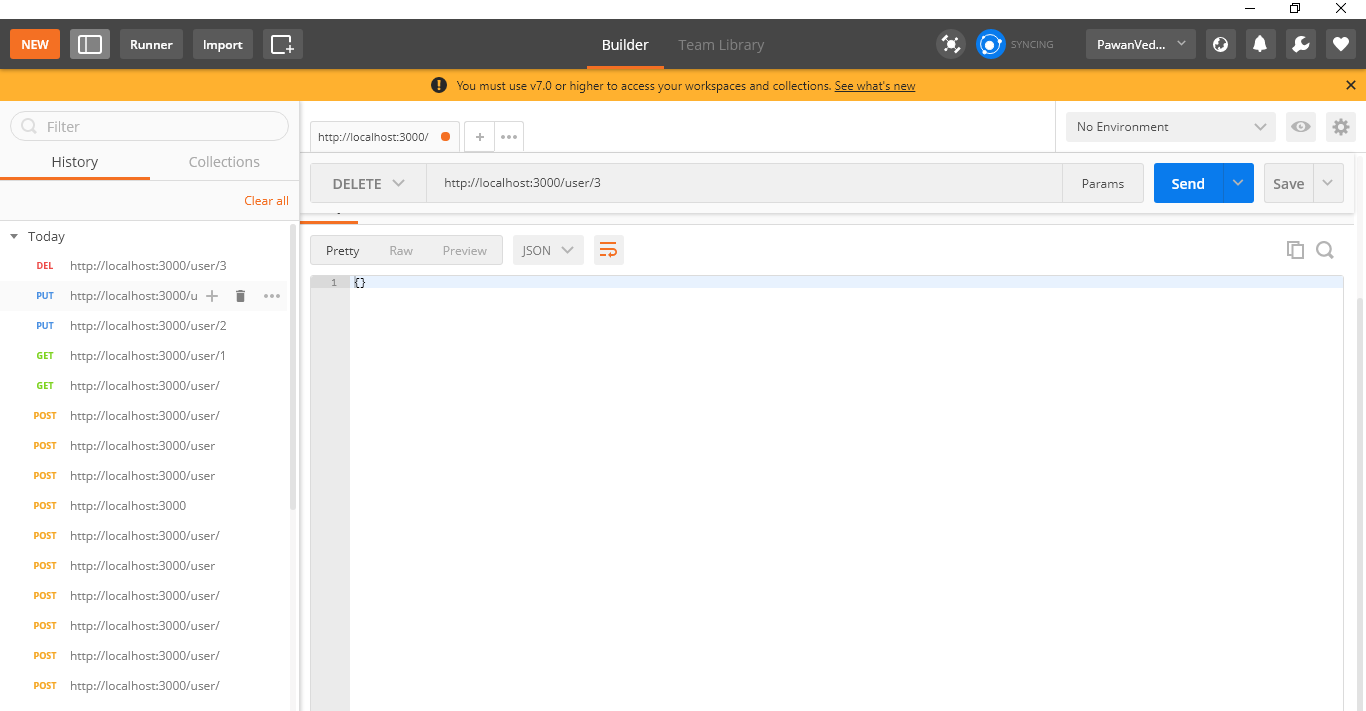 NEW Runner Import Builder Team Library SYNCING PawanVed...
You must use v7.0 or higher to access your workspaces and collections. See what's new
Filter
History Collections
Clear all
Today
DEL http://localhost:3000/user/3
PUT http://localhost:3000/u
PUT http://localhost:3000/user/2
GET http://localhost:3000/user/1
GET http://localhost:3000/user/
POST http://localhost:3000/user/
POST http://localhost:3000/user
POST http://localhost:3000/user
POST http://localhost:3000
POST http://localhost:3000/user/
POST http://localhost:3000/user
POST http://localhost:3000/user/
POST http://localhost:3000/user/
POST http://localhost:3000/user/
POST http://localhost:3000/user/
http://localhost:3000/
No Environment
DELETE http://localhost:3000/user/3 Params Send Save
Pretty Raw Preview JSON
1 {}